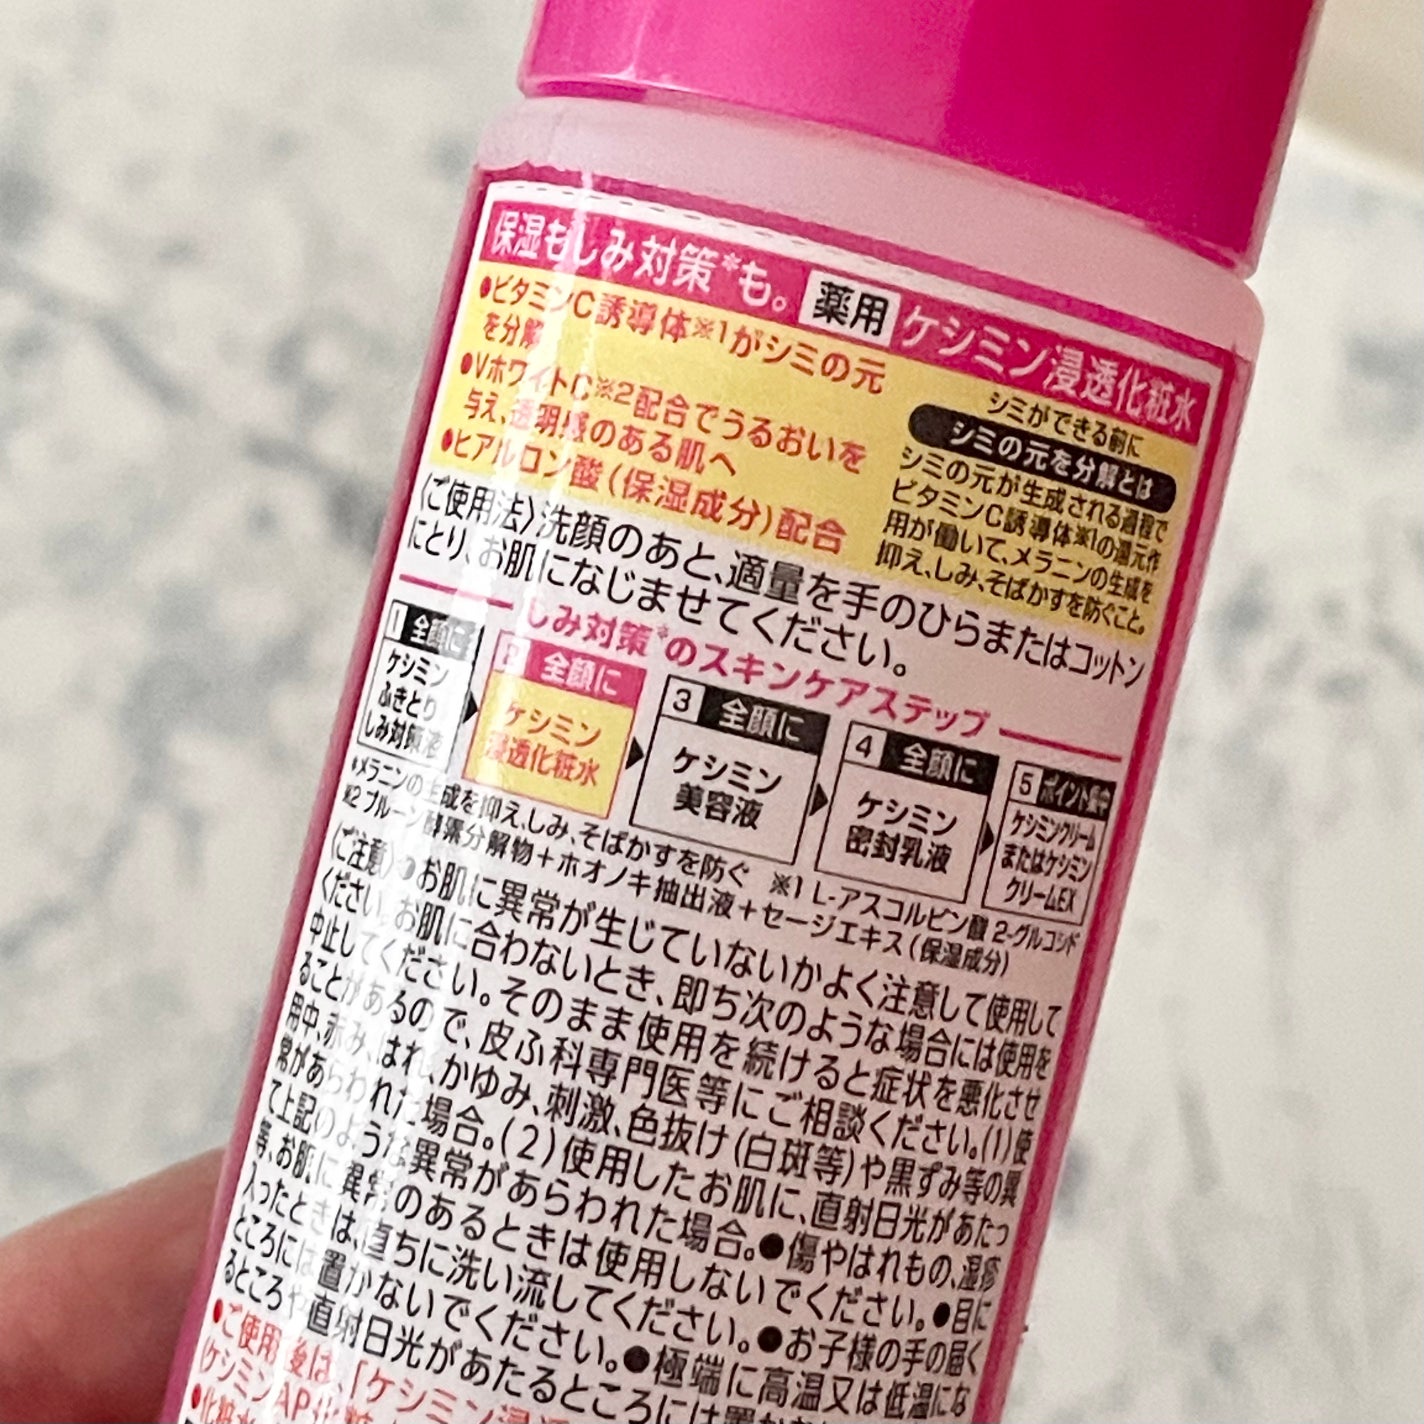 保湿もしみ対策*も。 薬用 ケシミン浸透化粧水
●ビタミンC誘導体※1がシミの元
を分解
●VホワイトC※2配合でうるおいを
与え、透明感のある肌へ
●ヒアルロン酸(保湿成分)配合
シミができる前に
シミの元を分解とは
シミの元が生成される過程で
ビタミンC誘導体※1の還元作
用が働いて、メラニンの生成を
抑え、しみ、そばかすを防ぐこと。
〈ご使用法〉洗顔のあと、適量を手のひらまたはコットン
にとり、お肌になじませてください。
しみ対策*のスキンケアステップ
1 全顔に
ケシミン
ふきとり
しみ対策液
2 全顔に
ケシミン
浸透化粧水
3 全顔に
ケシミン
美容液
4 全顔に
ケシミン
密封乳液
5 ポイント集中
ケシミンクリーム
またはケシミン
クリームEX
*メラニンの生成を抑え、しみ、そばかすを防ぐ ※1 L-アスコルビン酸 2-グルコシド
※2 プルーン酵素分解物+ホオノキ抽出液+セージエキス(保湿成分)
〈ご注意〉●お肌に異常が生じていないかよく注意して使用して
ください。お肌に合わないとき、即ち次のような場合には使用を
中止してください。そのまま使用を続けると症状を悪化させ
ることがあるので、皮ふ科専門医等にご相談ください。(1)使
用中、赤み、はれ、かゆみ、刺激、色抜け(白斑等)や黒ずみ等の異
常があらわれた場合。(2)使用したお肌に、直射日光があたっ
て上記のような異常があらわれた場合。●傷やはれもの、湿疹
等、お肌に異常のあるときは使用しないでください。●目に
入ったときは、直ちに洗い流してください。●お子様の手の届く
ところには置かないでください。●極端に高温又は低温にな
るところや直射日光があたるところには置かな
●ご使用後は、「ケシミン浸
(ケシミンAP
●化粧水